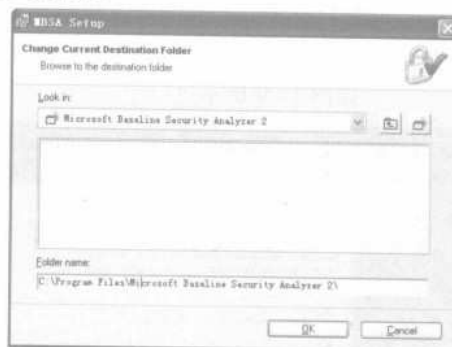 MBSA Setup
Change Current Destination Folder
Browse to the destination folder
Look in:
Microsoft Baseline Security Analyzer 2
Folder name:
C:\Program Files\Microsoft Baseline Security Analyzer 2\
OK
Cancel